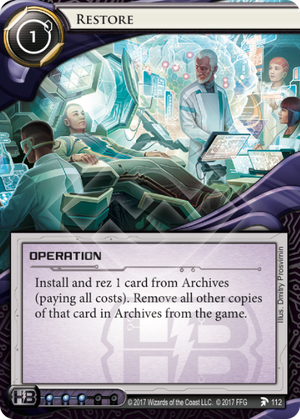 Restore
1
OPERATION
Install and rez 1 card from Archives
(paying all costs). Remove all other copies
of that card in Archives from the game.
Illus. Dmitry Prosvirnin
HB
© 2017 Wizards of the Coast LLC. © 2017 FFG
112